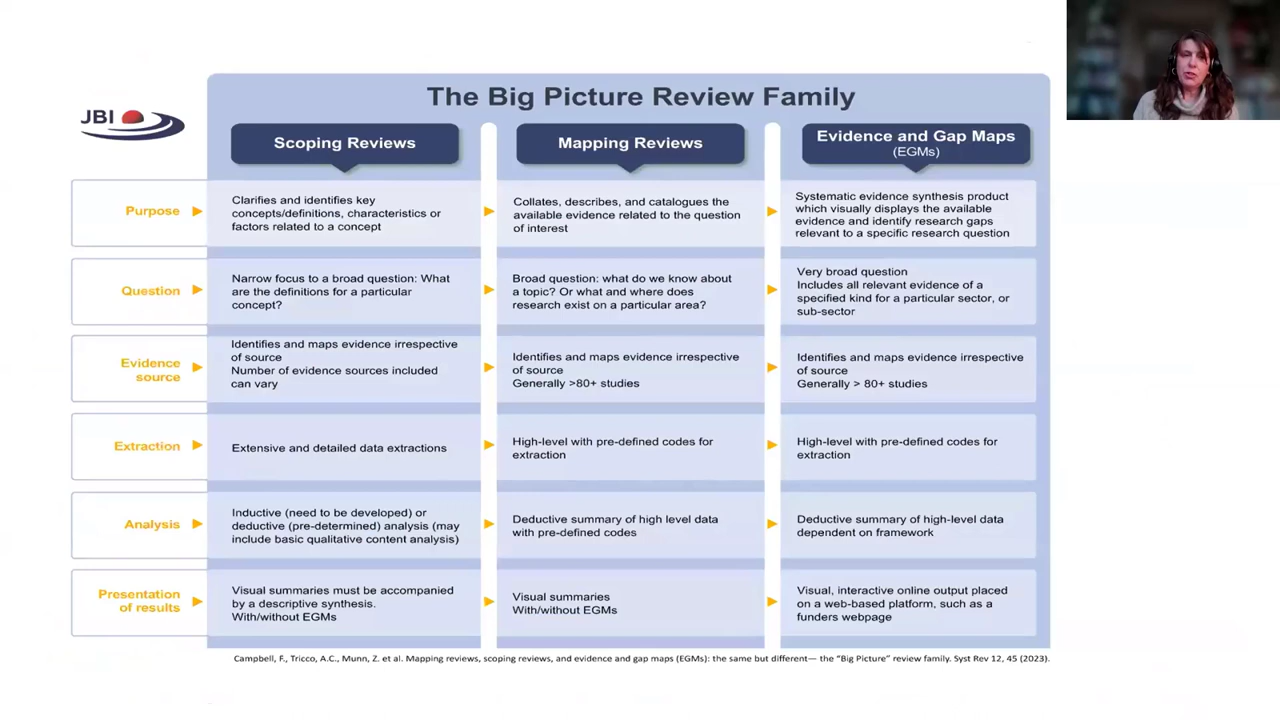 JBI
The Big Picture Review Family
Scoping Reviews
Mapping Reviews
Evidence and Gap Maps
(EGMs)
Purpose
Clarifies and identifies key
concepts/definitions, characteristics or
factors related to a concept
Collates, describes, and catalogues the
available evidence related to the question
of interest
Systematic evidence synthesis product
which visually displays the available
evidence and identify research gaps
relevant to a specific research question
Question
Narrow focus to a broad question: What
are the definitions for a particular
concept?
Broad question: what do we know about
a topic? Or what and where does
research exist on a particular area?
Very broad question
Includes all relevant evidence of a
specified kind for a particular sector, or
sub-sector
Evidence
source
Identifies and maps evidence irrespective
of source
Number of evidence sources included
can vary
Identifies and maps evidence irrespective
of source
Generally >80+ studies
Identifies and maps evidence irrespective
of source
Generally > 80+ studies
Extraction
Extensive and detailed data extractions
High-level with pre-defined codes for
extraction
High-level with pre-defined codes for
extraction
Analysis
Inductive (need to be developed) or
deductive (pre-determined) analysis (may
include basic qualitative content analysis)
Deductive summary of high level data
with pre-defined codes
Deductive summary of high-level data
dependent on framework
Presentation
of results
Visual summaries must be accompanied
by a descriptive synthesis.
With/without EGMs
Visual summaries
With/without EGMs
Visual, interactive online output placed
on a web-based platform, such as a
funders webpage
Campbell, F., Tricco, A.C., Munn, Z. et al. Mapping reviews, scoping reviews, and evidence and gap maps (EGMs): the same but different— the "Big Picture" review family. Syst Rev 12, 45 (2023).